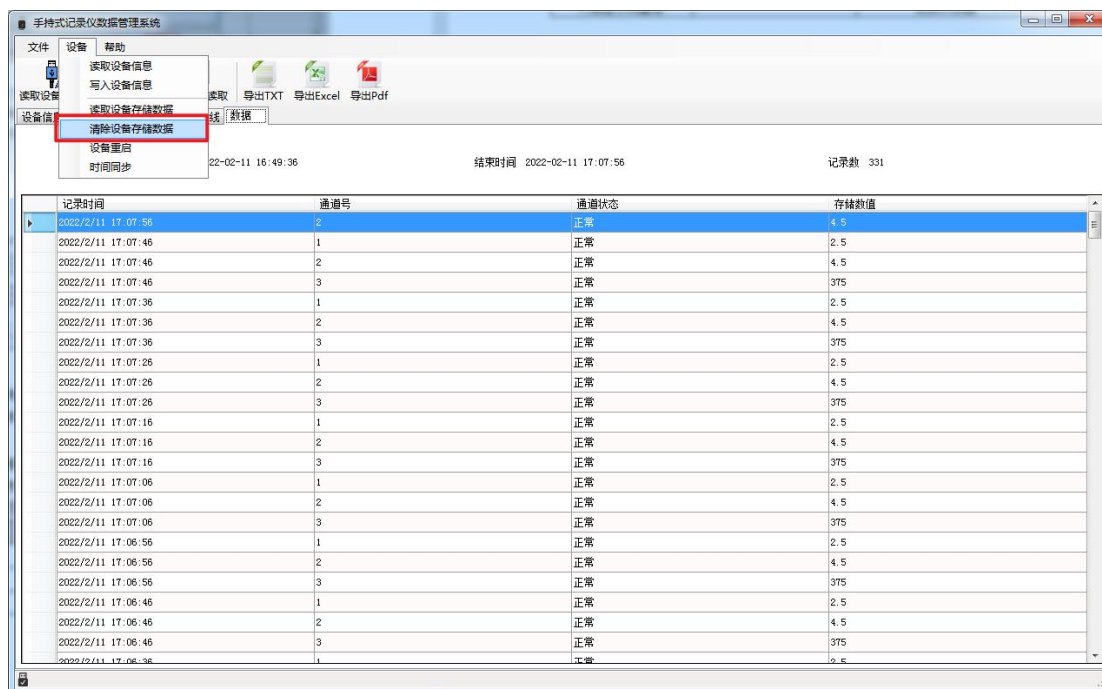 手持式记录仪数据管理系统
文件 设备 帮助
读取设备信息
写入设备信息
读取设备存储数据
清除设备存储数据
设备重启
时间同步
读取设备 读取 导出TXT 导出Excel 导出Pdf
设备信息 线 数据
22-02-11 16:49:36 结束时间 2022-02-11 17:07:56 记录数 331
记录时间 通道号 通道状态 存储数值
2022/2/11 17:07:56 2 正常 4.5
2022/2/11 17:07:46 1 正常 2.5
2022/2/11 17:07:46 2 正常 4.5
2022/2/11 17:07:46 3 正常 375
2022/2/11 17:07:36 1 正常 2.5
2022/2/11 17:07:36 2 正常 4.5
2022/2/11 17:07:36 3 正常 375
2022/2/11 17:07:26 1 正常 2.5
2022/2/11 17:07:26 2 正常 4.5
2022/2/11 17:07:26 3 正常 375
2022/2/11 17:07:16 1 正常 2.5
2022/2/11 17:07:16 2 正常 4.5
2022/2/11 17:07:16 3 正常 375
2022/2/11 17:07:06 1 正常 2.5
2022/2/11 17:07:06 2 正常 4.5
2022/2/11 17:07:06 3 正常 375
2022/2/11 17:06:56 1 正常 2.5
2022/2/11 17:06:56 2 正常 4.5
2022/2/11 17:06:56 3 正常 375
2022/2/11 17:06:46 1 正常 2.5
2022/2/11 17:06:46 2 正常 4.5
2022/2/11 17:06:46 3 正常 375
2022/2/11 17:06:36 1 正常 2.5